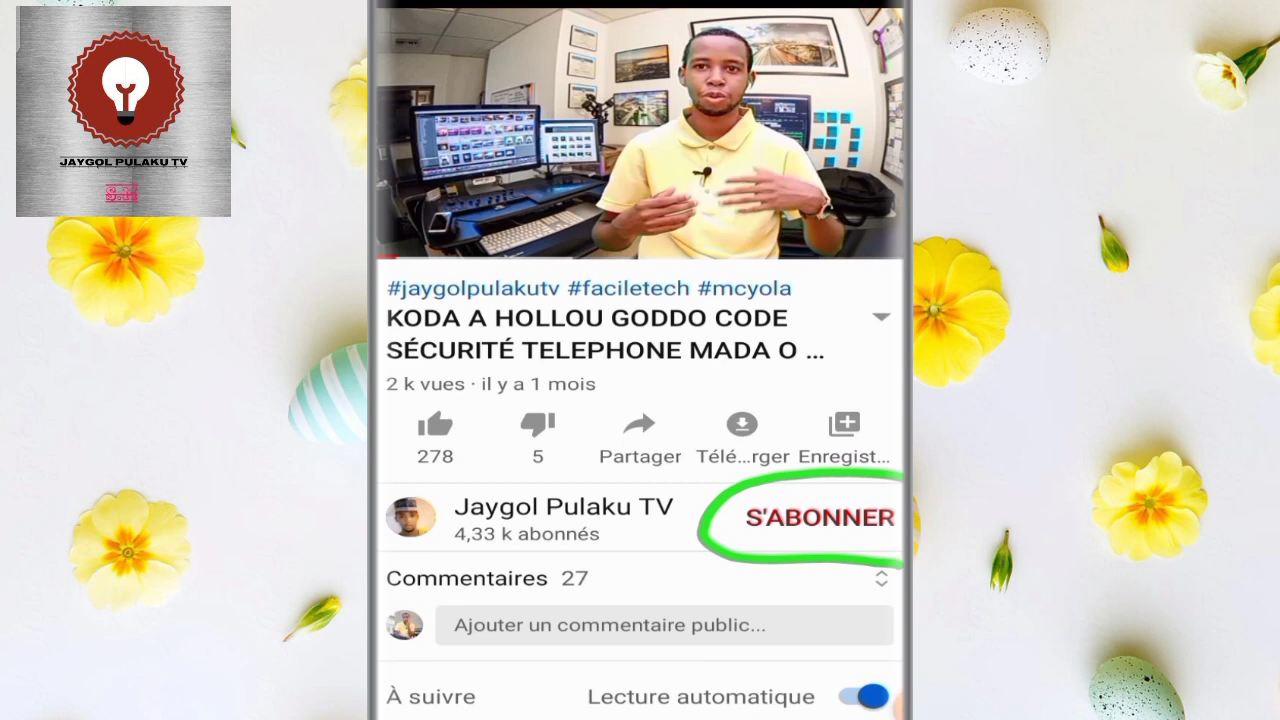 JAYGOL PULAKU TV
S.N
#jaygolpulakutv #faciletech #mcyola
KODA A HOLLOU GODDO CODE
SÉCURITÉ TELEPHONE MADA O ...
2 k vues · il y a 1 mois
278
5
Partager
Télé...rger
Enregist...
Jaygol Pulaku TV
S'ABONNER
4,33 k abonnés
Commentaires 27
Ajouter un commentaire public...
À suivre
Lecture automatique